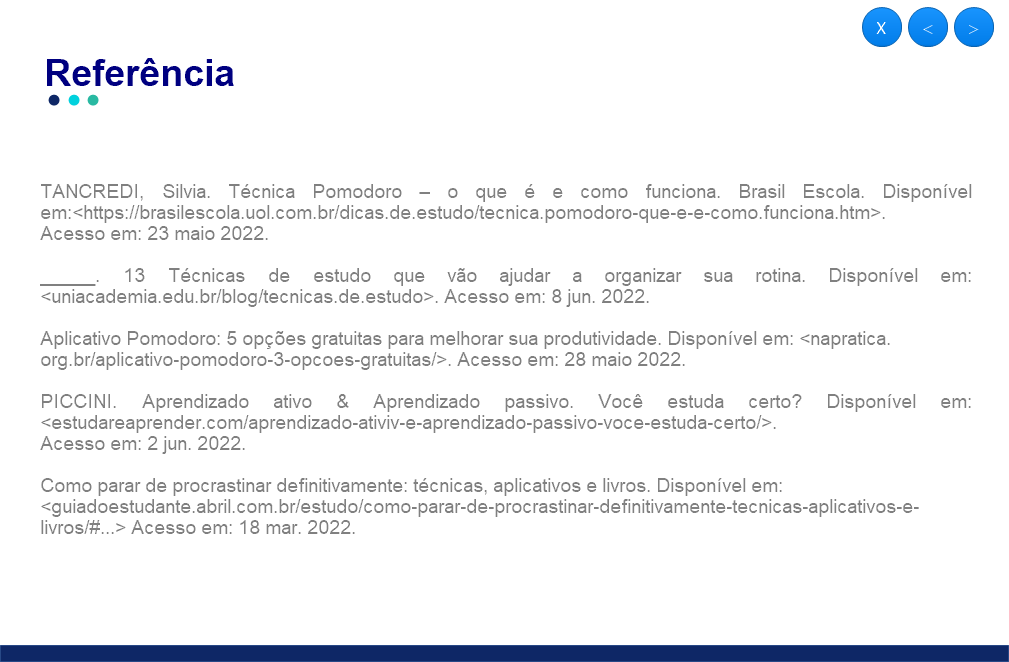 X < >
Referência
TANCREDI, Silvia. Técnica Pomodoro – o que é e como funciona. Brasil Escola. Disponível
em:<https://brasilescola.uol.com.br/dicas.de.estudo/tecnica.pomodoro-que-e-e-como.funciona.htm>.
Acesso em: 23 maio 2022.
_____. 13 Técnicas de estudo que vão ajudar a organizar sua rotina. Disponível em:
<uniacademia.edu.br/blog/tecnicas.de.estudo>. Acesso em: 8 jun. 2022.
Aplicativo Pomodoro: 5 opções gratuitas para melhorar sua produtividade. Disponível em: <napratica.
org.br/aplicativo-pomodoro-3-opcoes-gratuitas/>. Acesso em: 28 maio 2022.
PICCINI. Aprendizado ativo & Aprendizado passivo. Você estuda certo? Disponível em:
<estudareaprender.com/aprendizado-ativiv-e-aprendizado-passivo-voce-estuda-certo/>.
Acesso em: 2 jun. 2022.
Como parar de procrastinar definitivamente: técnicas, aplicativos e livros. Disponível em:
<guiadoestudante.abril.com.br/estudo/como-parar-de-procrastinar-definitivamente-tecnicas-aplicativos-e-
livros/#...> Acesso em: 18 mar. 2022.